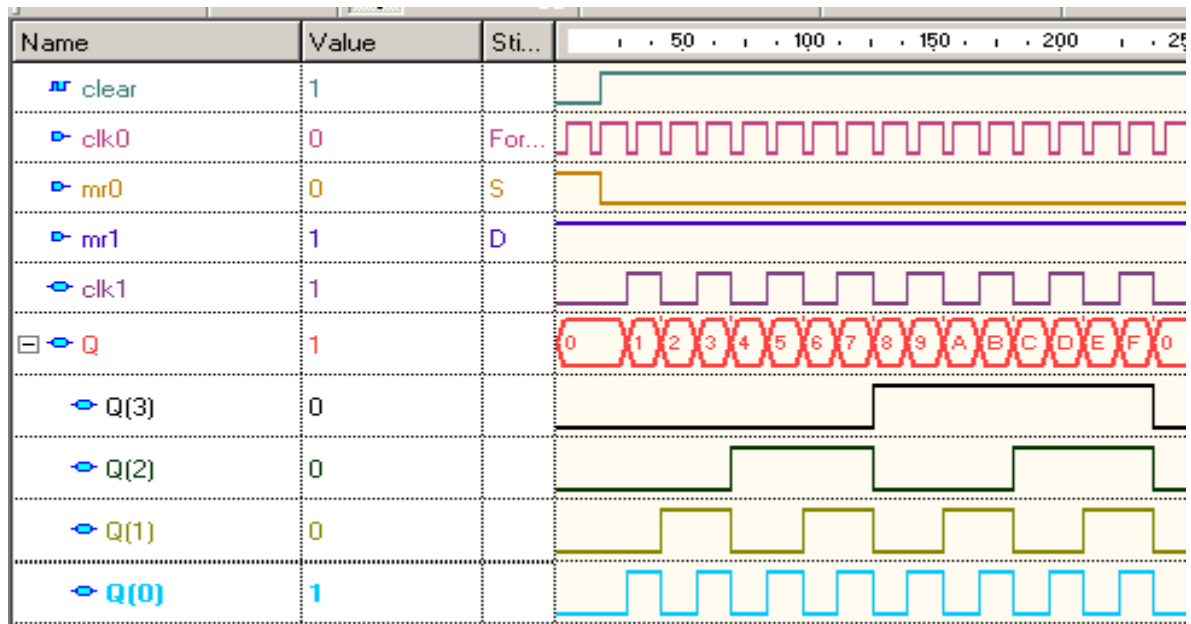 Name Value Sti... 50 100 150 200 25
clear 1
clk0 0 For...
mr0 0 S
mr1 1 D
clk1 1
Q 1 0 1 2 3 4 5 6 7 8 9 A B C D E F 0
Q(3) 0
Q(2) 0
Q(1) 0
Q(0) 1